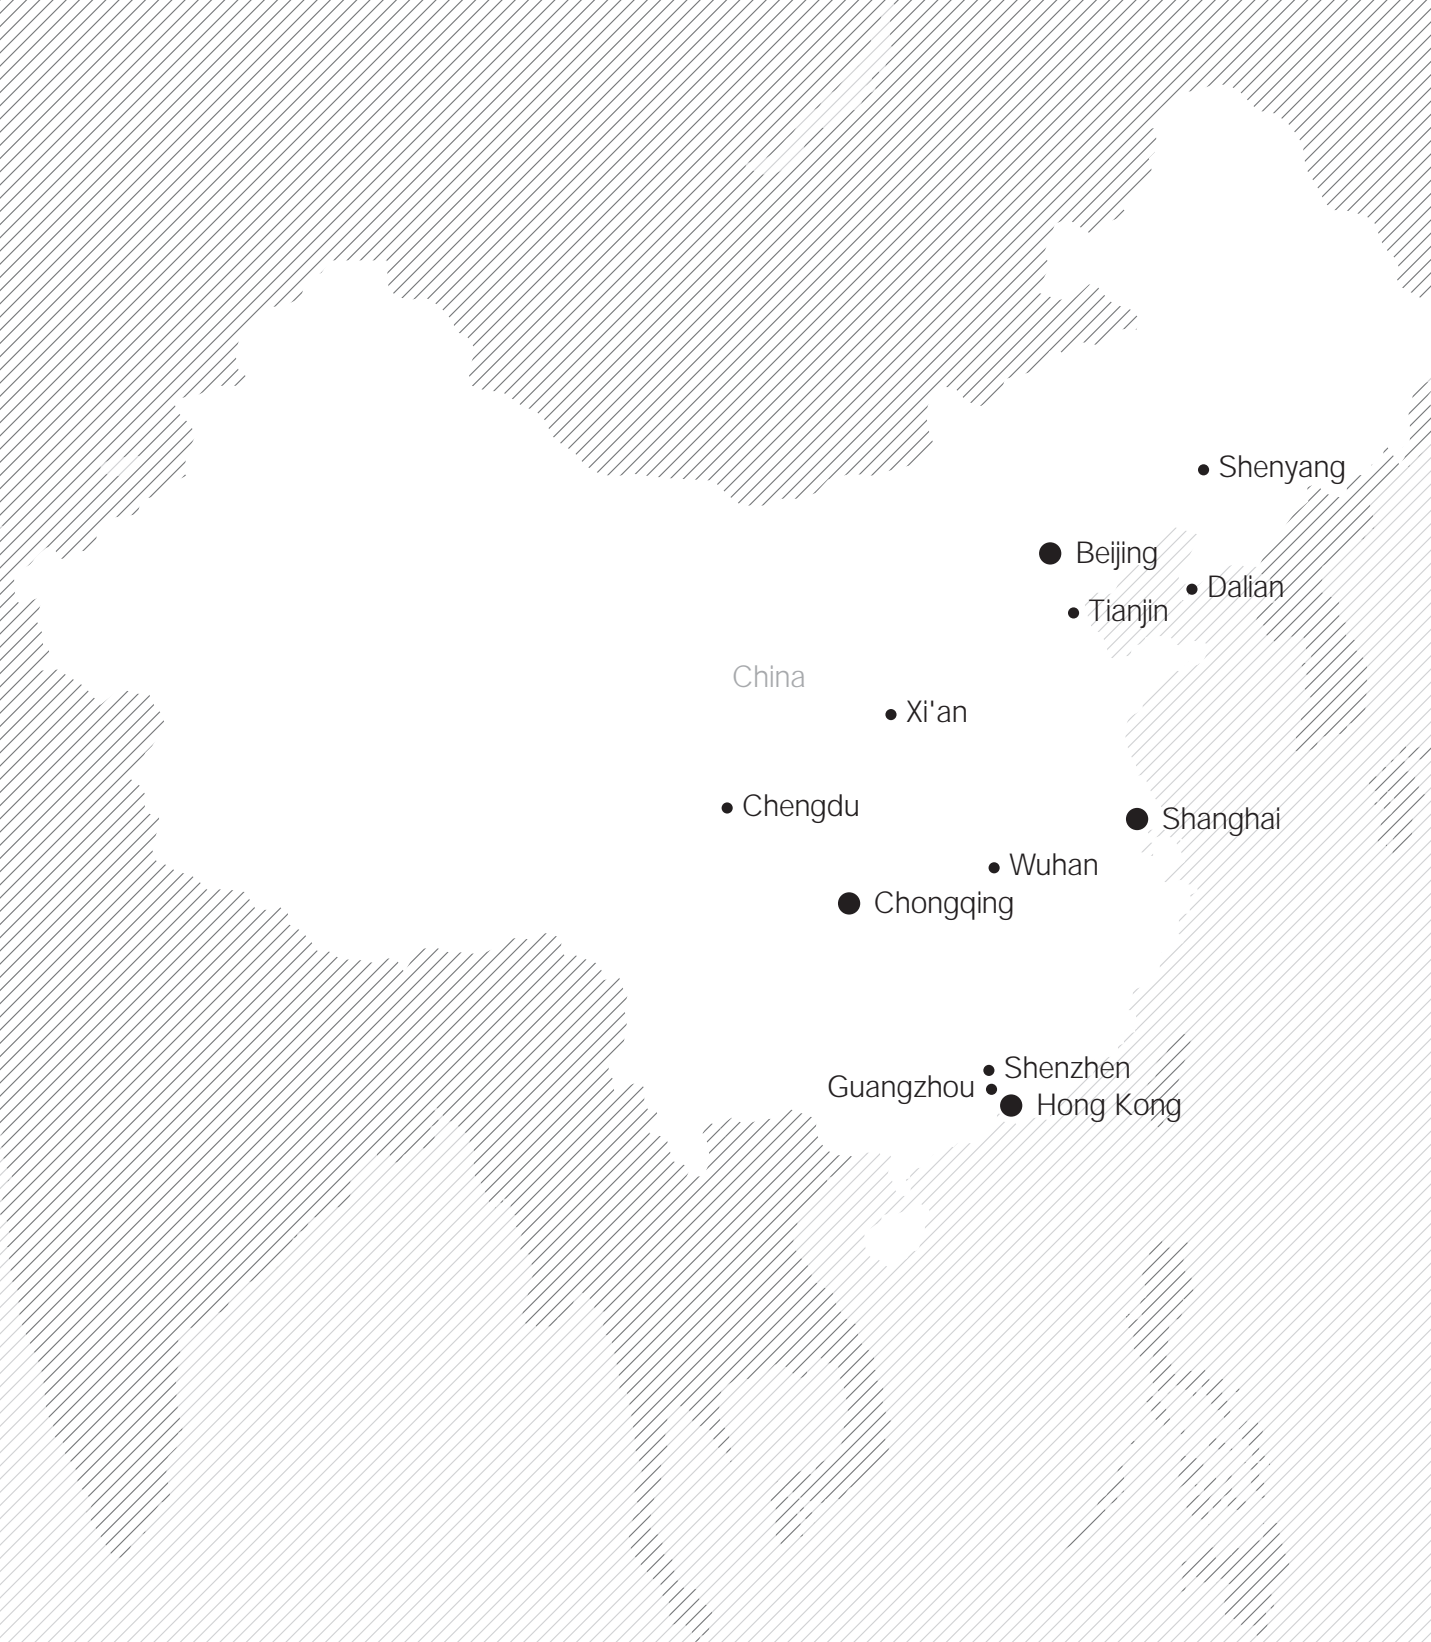 Shenyang
Beijing
Dalian
Tianjin
China
Xi'an
Chengdu
Shanghai
Wuhan
Chongqing
Shenzhen
Guangzhou
Hong Kong